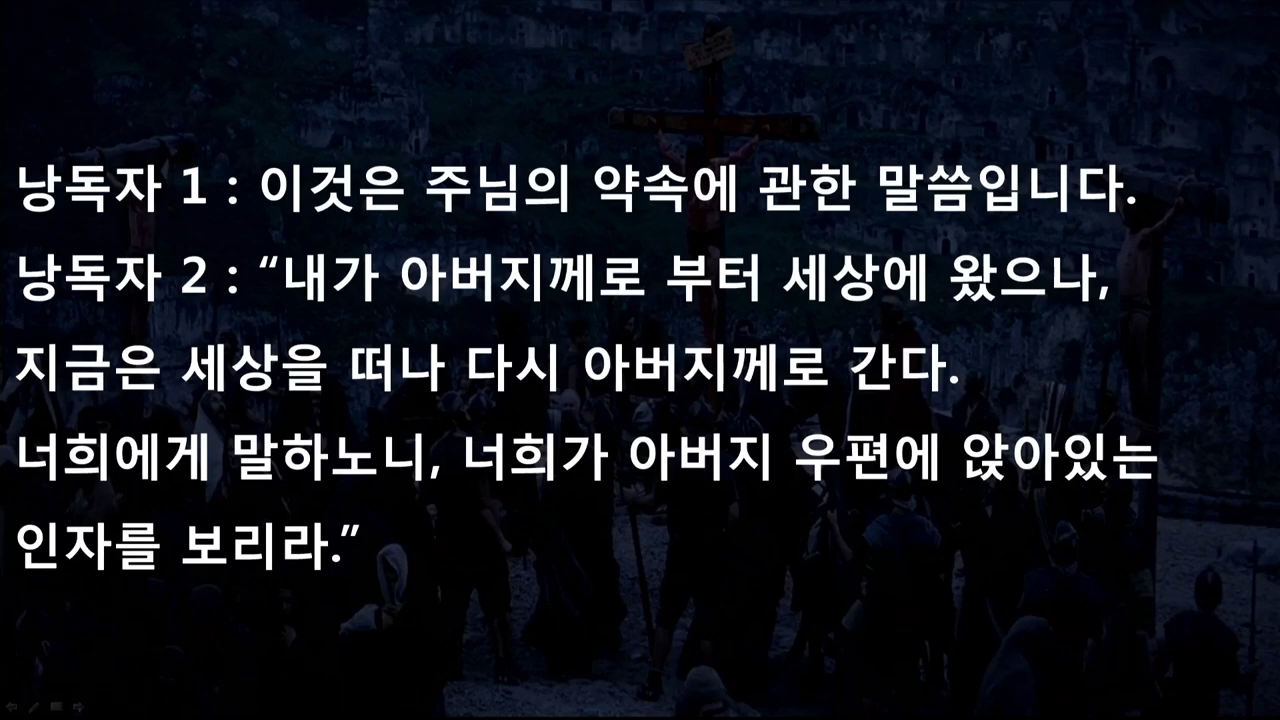 낭독자 1 : 이것은 주님의 약속에 관한 말씀입니다.
낭독자 2 : “내가 아버지께로 부터 세상에 왔으나,
지금은 세상을 떠나 다시 아버지께로 간다.
너희에게 말하노니, 너희가 아버지 우편에 앉아있는
인자를 보리라.”